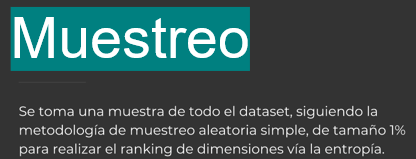 Muestreo
Se toma una muestra de todo el dataset, siguiendo la
metodología de muestreo aleatoria simple, de tamaño 1%
para realizar el ranking de dimensiones vía la entropía.